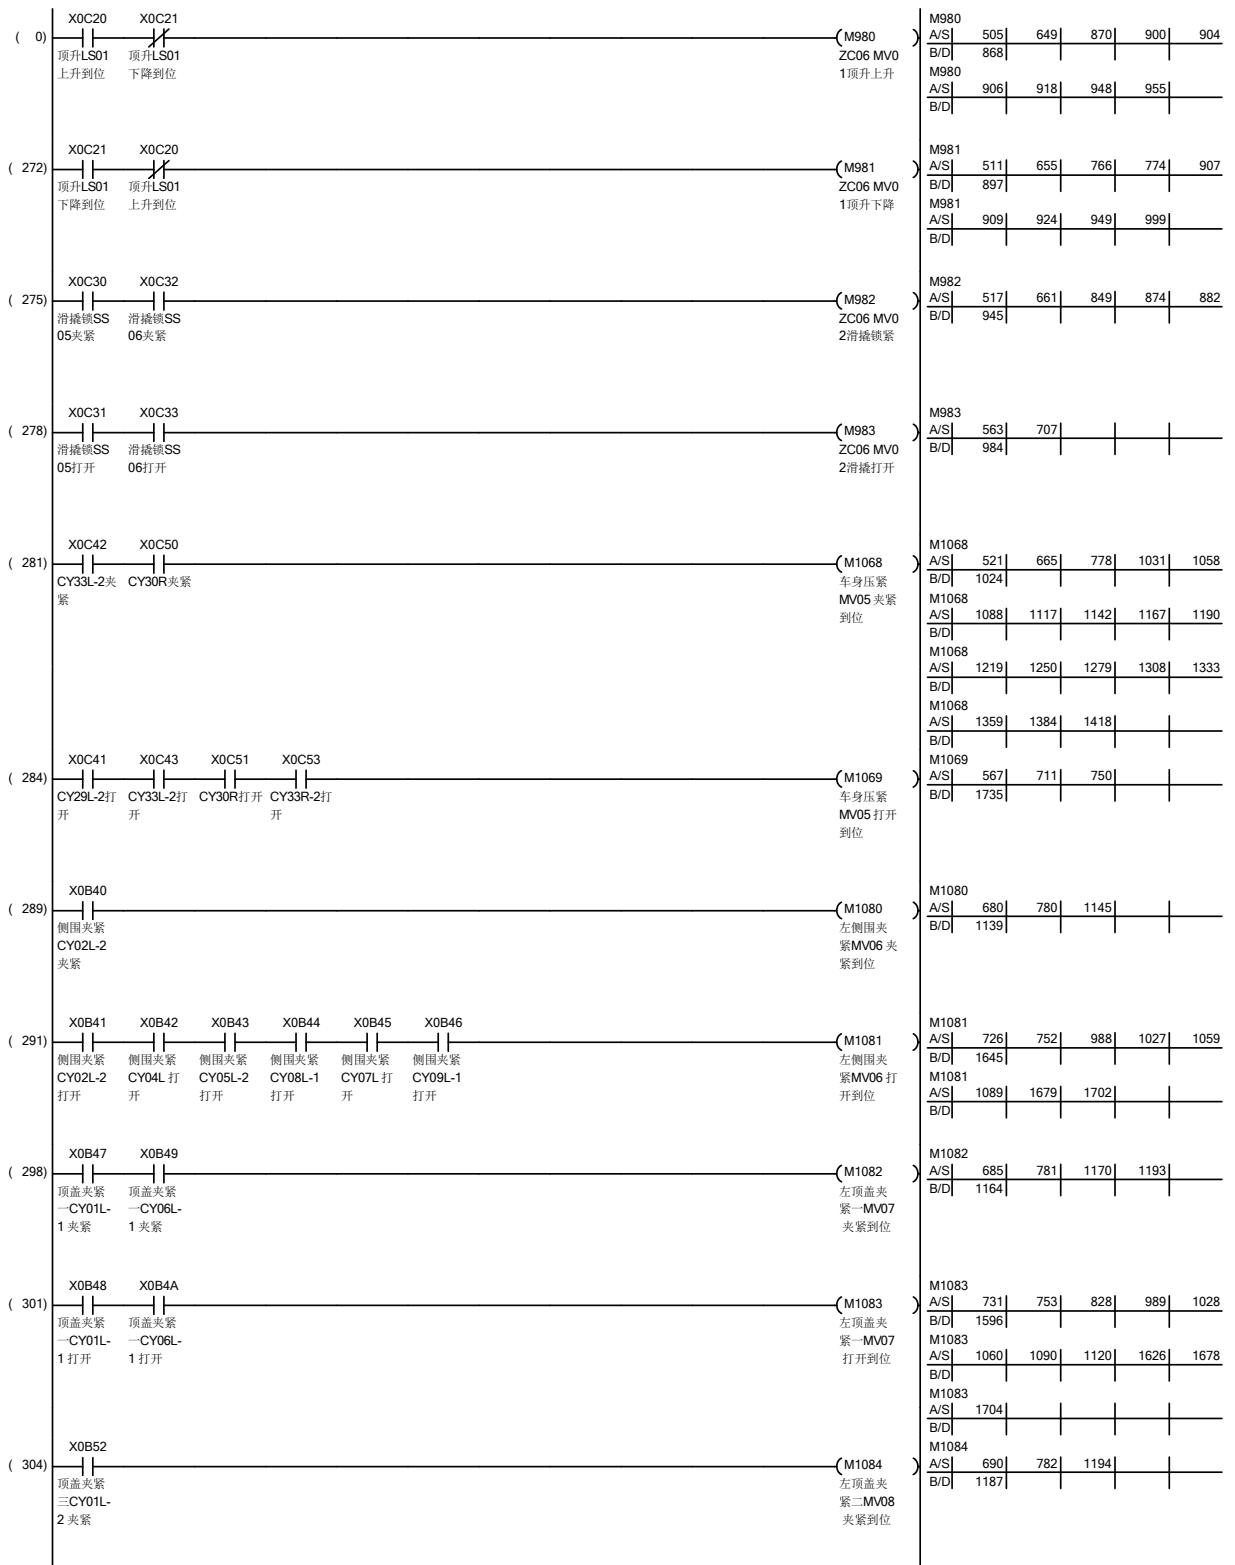 X0C20 X0C21 M980
( 0) ( M980 ) A/S 505 649 870 900 904
顶升LS01 顶升LS01 ZC06 MV0 B/D 868
上升到位 下降到位 1顶升上升 M980
A/S 906 918 948 955
B/D
X0C21 X0C20 M981
( 272) ( M981 ) A/S 511 655 766 774 907
顶升LS01 顶升LS01 ZC06 MV0 B/D 897
下降到位 上升到位 1顶升下降 M981
A/S 909 924 949 999
B/D
X0C30 X0C32 M982
( 275) ( M982 ) A/S 517 661 849 874 882
滑撬锁SS 滑撬锁SS ZC06 MV0 B/D 945
05夹紧 06夹紧 2滑撬锁紧
X0C31 X0C33 M983
( 278) ( M983 ) A/S 563 707
滑撬锁SS 滑撬锁SS ZC06 MV0 B/D 984
05打开 06打开 2滑撬打开
X0C42 X0C50 M1068
( 281) ( M1068 ) A/S 521 665 778 1031 1058
CY33L-2夹 CY30R夹紧 车身压紧 B/D 1024
紧 MV05 夹紧 M1068
到位 A/S 1088 1117 1142 1167 1190
B/D
M1068
A/S 1219 1250 1279 1308 1333
B/D
M1068
A/S 1359 1384 1418
B/D
X0C41 X0C43 X0C51 X0C53 M1069
( 284) ( M1069 ) A/S 567 711 750
CY29L-2打 CY33L-2打 CY30R打开 CY33R-2打 车身压紧 B/D 1735
开 开 开 MV05 打开
到位
X0B40 M1080
( 289) ( M1080 ) A/S 680 780 1145
侧围夹紧 左侧围夹 B/D 1139
CY02L-2 紧MV06 夹
夹紧 紧到位
X0B41 X0B42 X0B43 X0B44 X0B45 X0B46 M1081
( 291) ( M1081 ) A/S 726 752 988 1027 1059
侧围夹紧 侧围夹紧 侧围夹紧 侧围夹紧 侧围夹紧 侧围夹紧 左侧围夹 B/D 1645
CY02L-2 CY04L 打 CY05L-2 CY08L-1 CY07L 打 CY09L-1 紧MV06 打 M1081
打开 开 打开 打开 开 打开 开到位 A/S 1089 1679 1702
B/D
X0B47 X0B49 M1082
( 298) ( M1082 ) A/S 685 781 1170 1193
顶盖夹紧 顶盖夹紧 左顶盖夹 B/D 1164
一CY01L- 一CY06L- 紧一MV07
1 夹紧 1 夹紧 夹紧到位
X0B48 X0B4A M1083
( 301) ( M1083 ) A/S 731 753 828 989 1028
顶盖夹紧 顶盖夹紧 左顶盖夹 B/D 1596
一CY01L- 一CY06L- 紧一MV07 M1083
1 打开 1 打开 打开到位 A/S 1060 1090 1120 1626 1678
B/D
M1083
A/S 1704
B/D
X0B52 M1084
( 304) ( M1084 ) A/S 690 782 1194
顶盖夹紧 左顶盖夹 B/D 1187
三CY01L- 紧二MV08
2 夹紧 夹紧到位